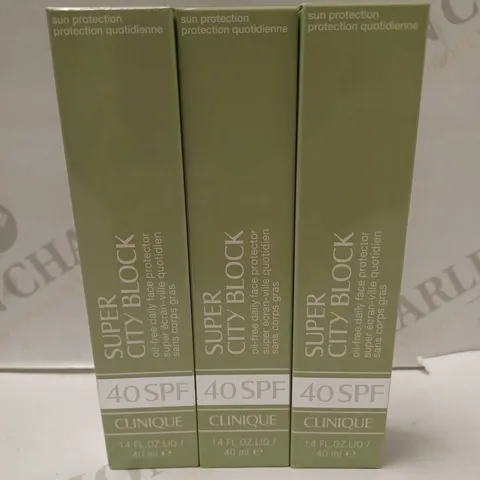 sun protection
protection quotidienne
SUPER
CITY BLOCK
oil-free daily face protector
super écran-ville quotidien
sans corps gras
40 SPF
CLINIQUE
1.4 FL.OZ.LIQ /
40 ml e
sun protection
protection quotidienne
SUPER
CITY BLOCK
oil-free daily face protector
super écran-ville quotidien
sans corps gras
40 SPF
CLINIQUE
1.4 FL.OZ.LIQ /
40 ml e
sun protection
protection quotidienne
SUPER
CITY BLOCK
oil-free daily face protector
super écran-ville quotidien
sans corps gras
40 SPF
CLINIQUE
1.4 FL.OZ.LIQ /
40 ml e